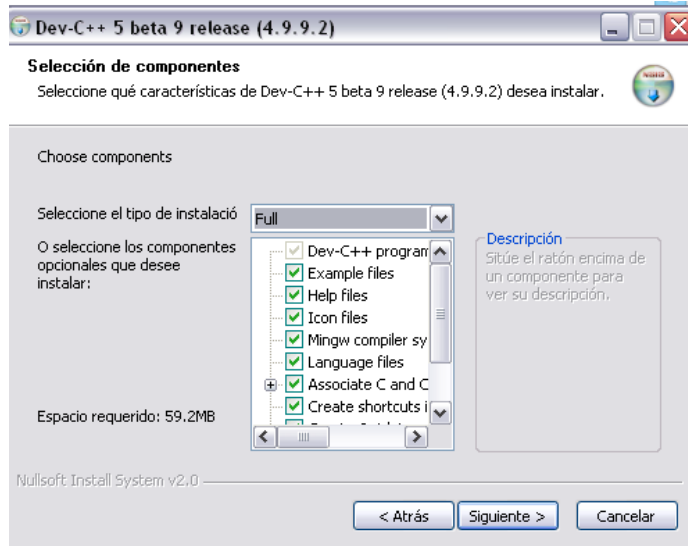 Dev-C++ 5 beta 9 release (4.9.9.2)
Selección de componentes
Seleccione qué características de Dev-C++ 5 beta 9 release (4.9.9.2) desea instalar.
Choose components
Seleccione el tipo de instalació
Full
O seleccione los componentes
opcionales que desee
instalar:
Dev-C++ program
Example files
Help files
Icon files
Mingw compiler sy
Language files
Associate C and C
Create shortcuts i
Descripción
Sitúe el ratón encima de
un componente para
ver su descripción.
Espacio requerido: 59.2MB
Nullsoft Install System v2.0
< Atrás
Siguiente >
Cancelar